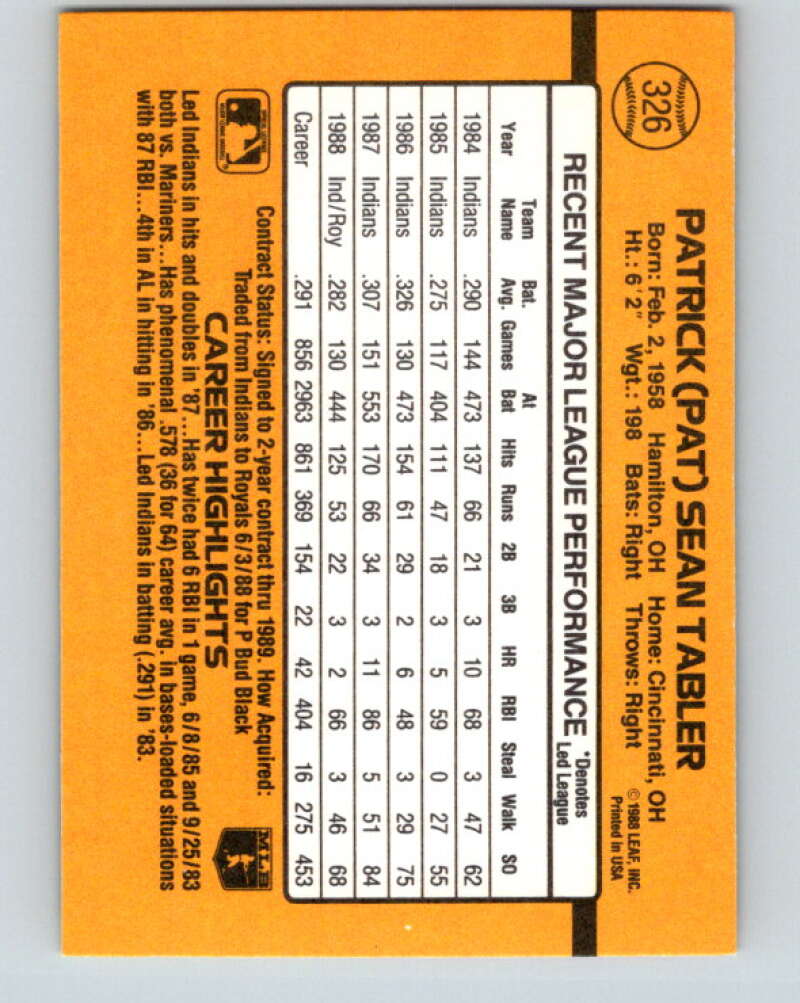 326
PATRICK (PAT) SEAN TABLER
Born: Feb. 2, 1958 Hamilton, OH Home: Cincinnati, OH
Ht.: 6'2" Wgt.: 198 Bats: Right Throws: Right
© 1988 LEAF, INC.
Printed in USA
RECENT MAJOR LEAGUE PERFORMANCE
*Denotes
Led League
Year Team Name Bat. Avg. Games At Bat Hits Runs 2B 3B HR RBI Steal Walk SO
1984 Indians .290 144 473 137 66 21 3 10 68 3 47 62
1985 Indians .275 117 404 111 47 18 3 5 59 0 27 55
1986 Indians .326 130 473 154 61 29 2 6 48 3 29 75
1987 Indians .307 151 553 170 66 34 3 11 86 5 51 84
1988 Ind/Roy .282 130 444 125 53 22 3 2 66 3 46 68
Career .291 856 2963 861 369 154 22 42 404 16 275 453
Contract Status: Signed to 2-year contract thru 1989. How Acquired:
Traded from Indians to Royals 6/3/88 for P Bud Black
MLB
CAREER HIGHLIGHTS
Led Indians in hits and doubles in '87...Has twice had 6 RBI in 1 game, 6/8/85 and 9/25/83
both vs. Mariners...Has phenomenal .578 (36 for 64) career avg. in bases-loaded situations
with 87 RBI...4th in AL in hitting in '86...Led Indians in batting (.291) in '83.